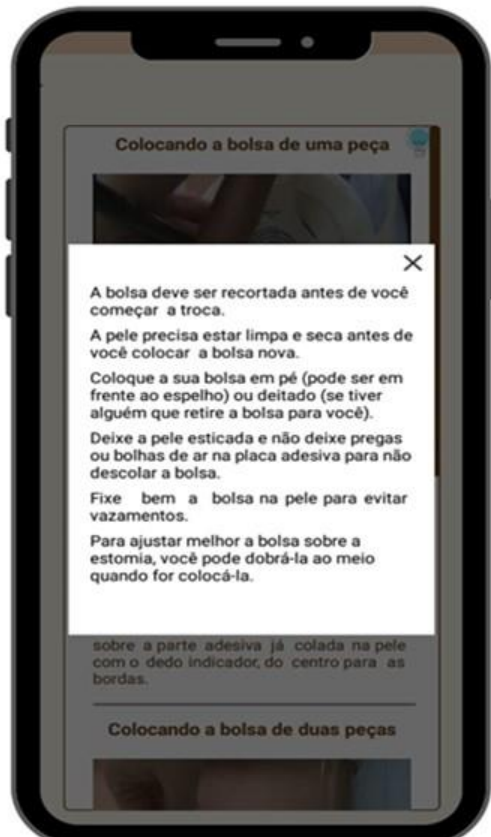 Colocando a bolsa de uma peça
A bolsa deve ser recortada antes de você
começar a troca.
A pele precisa estar limpa e seca antes de
você colocar a bolsa nova.
Coloque a sua bolsa em pé (pode ser em
frente ao espelho) ou deitado (se tiver
alguém que retire a bolsa para você).
Deixe a pele esticada e não deixe pregas
ou bolhas de ar na placa adesiva para não
descolar a bolsa.
Fixe bem a bolsa na pele para evitar
vazamentos.
Para ajustar melhor a bolsa sobre a
estomia, você pode dobrá-la ao meio
quando for colocá-la.
sobre a parte adesiva já colada na pele
com o dedo indicador, do centro para as
bordas.
Colocando a bolsa de duas peças